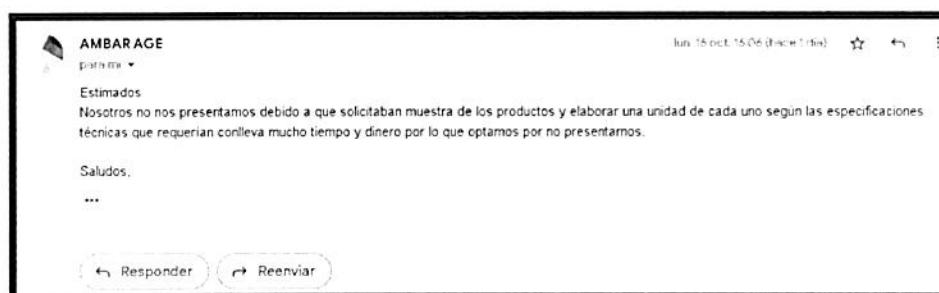 AMBAR AGE
lun, 16 oct, 16:06 (hace 1 día)
para mí
Estimados
Nosotros no nos presentamos debido a que solicitaban muestra de los productos y elaborar una unidad de cada uno según las especificaciones
técnicas que requerían conlleva mucho tiempo y dinero por lo que optamos por no presentarnos.
Saludos,
...
Responder
Reenviar